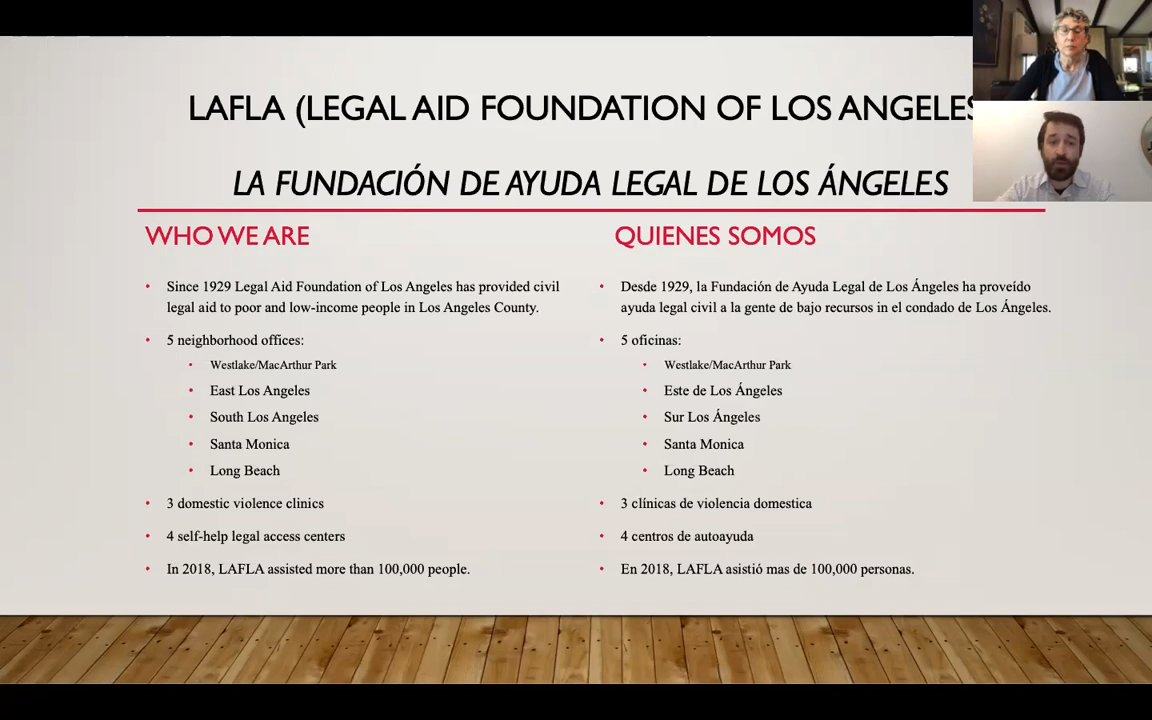 LAFLA (LEGAL AID FOUNDATION OF LOS ANGELES
LA FUNDACIÓN DE AYUDA LEGAL DE LOS ÁNGELES
WHO WE ARE
• Since 1929 Legal Aid Foundation of Los Angeles has provided civil
legal aid to poor and low-income people in Los Angeles County.
• 5 neighborhood offices:
• Westlake/MacArthur Park
• East Los Angeles
• South Los Angeles
• Santa Monica
• Long Beach
• 3 domestic violence clinics
• 4 self-help legal access centers
• In 2018, LAFLA assisted more than 100,000 people.
QUIENES SOMOS
• Desde 1929, la Fundación de Ayuda Legal de Los Ángeles ha proveído
ayuda legal civil a la gente de bajo recursos in el condado de Los Ángeles.
• 5 oficinas:
• Westlake/MacArthur Park
• Este de Los Ángeles
• Sur Los Ángeles
• Santa Monica
• Long Beach
• 3 clínicas de violencia domestica
• 4 centros de autoayuda
• En 2018, LAFLA asistió mas de 100,000 personas.